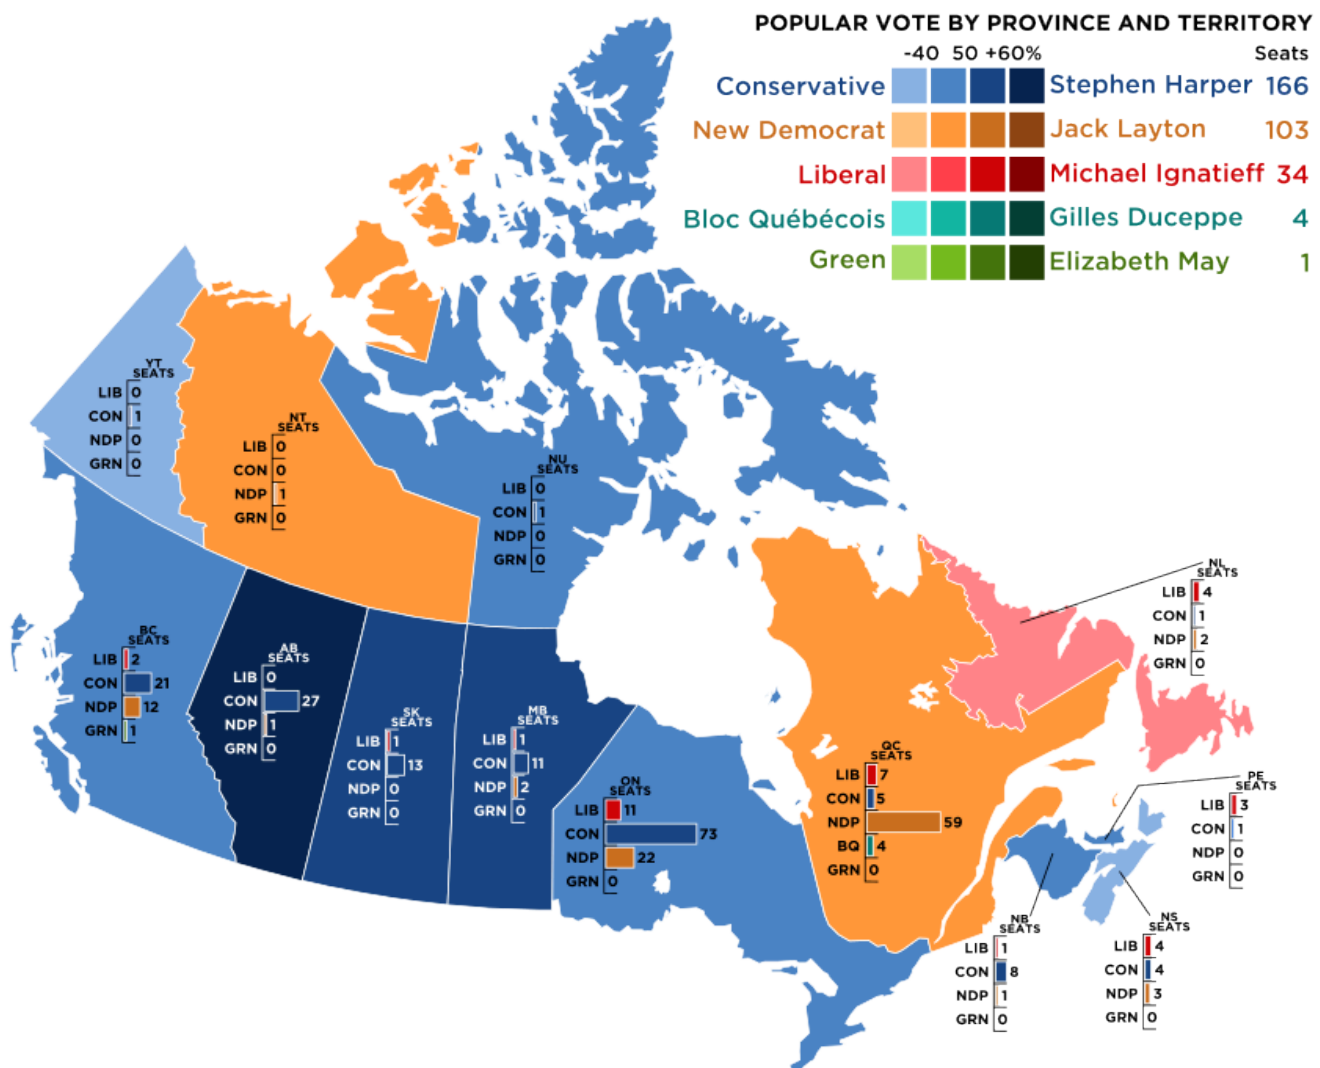 POPULAR VOTE BY PROVINCE AND TERRITORY
-40 50 +60% Seats
Conservative Stephen Harper 166
New Democrat Jack Layton 103
Liberal Michael Ignatieff 34
Bloc Québécois Gilles Duceppe 4
Green Elizabeth May 1
YT
SEATS
LIB 0
CON 1
NDP 0
GRN 0
NT
SEATS
LIB 0
CON 0
NDP 1
GRN 0
NU
SEATS
LIB 0
CON 1
NDP 0
GRN 0
NL
SEATS
LIB 4
CON 1
NDP 2
GRN 0
BC
SEATS
LIB 2
CON 21
NDP 12
GRN 1
AB
SEATS
LIB 0
CON 27
NDP 1
GRN 0
SK
SEATS
LIB 1
CON 13
NDP 0
GRN 0
MB
SEATS
LIB 1
CON 11
NDP 2
GRN 0
ON
SEATS
LIB 11
CON 73
NDP 22
GRN 0
QC
SEATS
LIB 7
CON 5
NDP 59
BQ 4
GRN 0
PE
SEATS
LIB 3
CON 1
NDP 0
GRN 0
NB
SEATS
LIB 1
CON 8
NDP 1
GRN 0
NS
SEATS
LIB 4
CON 4
NDP 3
GRN 0